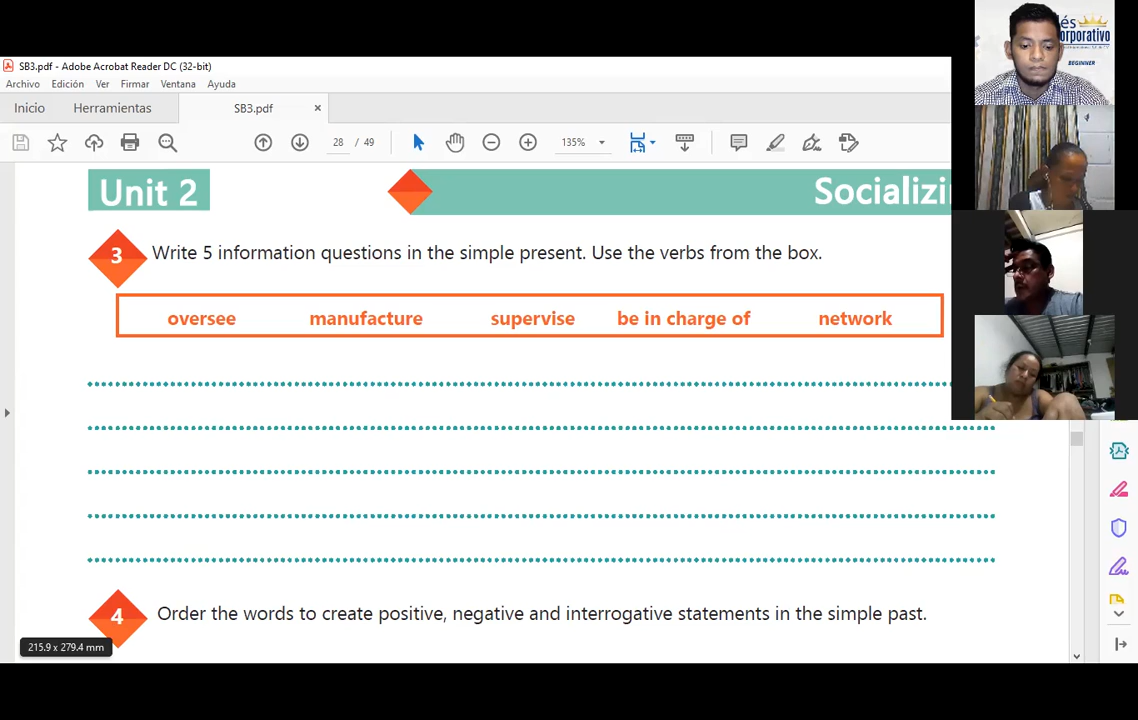 SB3.pdf - Adobe Acrobat Reader DC (32-bit)
Archivo Edición Ver Firmar Ventana Ayuda
Inicio Herramientas SB3.pdf ×
28 / 49 135%
Unit 2 Socializi
3 Write 5 information questions in the simple present. Use the verbs from the box.
oversee manufacture supervise be in charge of network
4 Order the words to create positive, negative and interrogative statements in the simple past.
215.9 x 279.4 mm
és
orporativo
BEGINNER